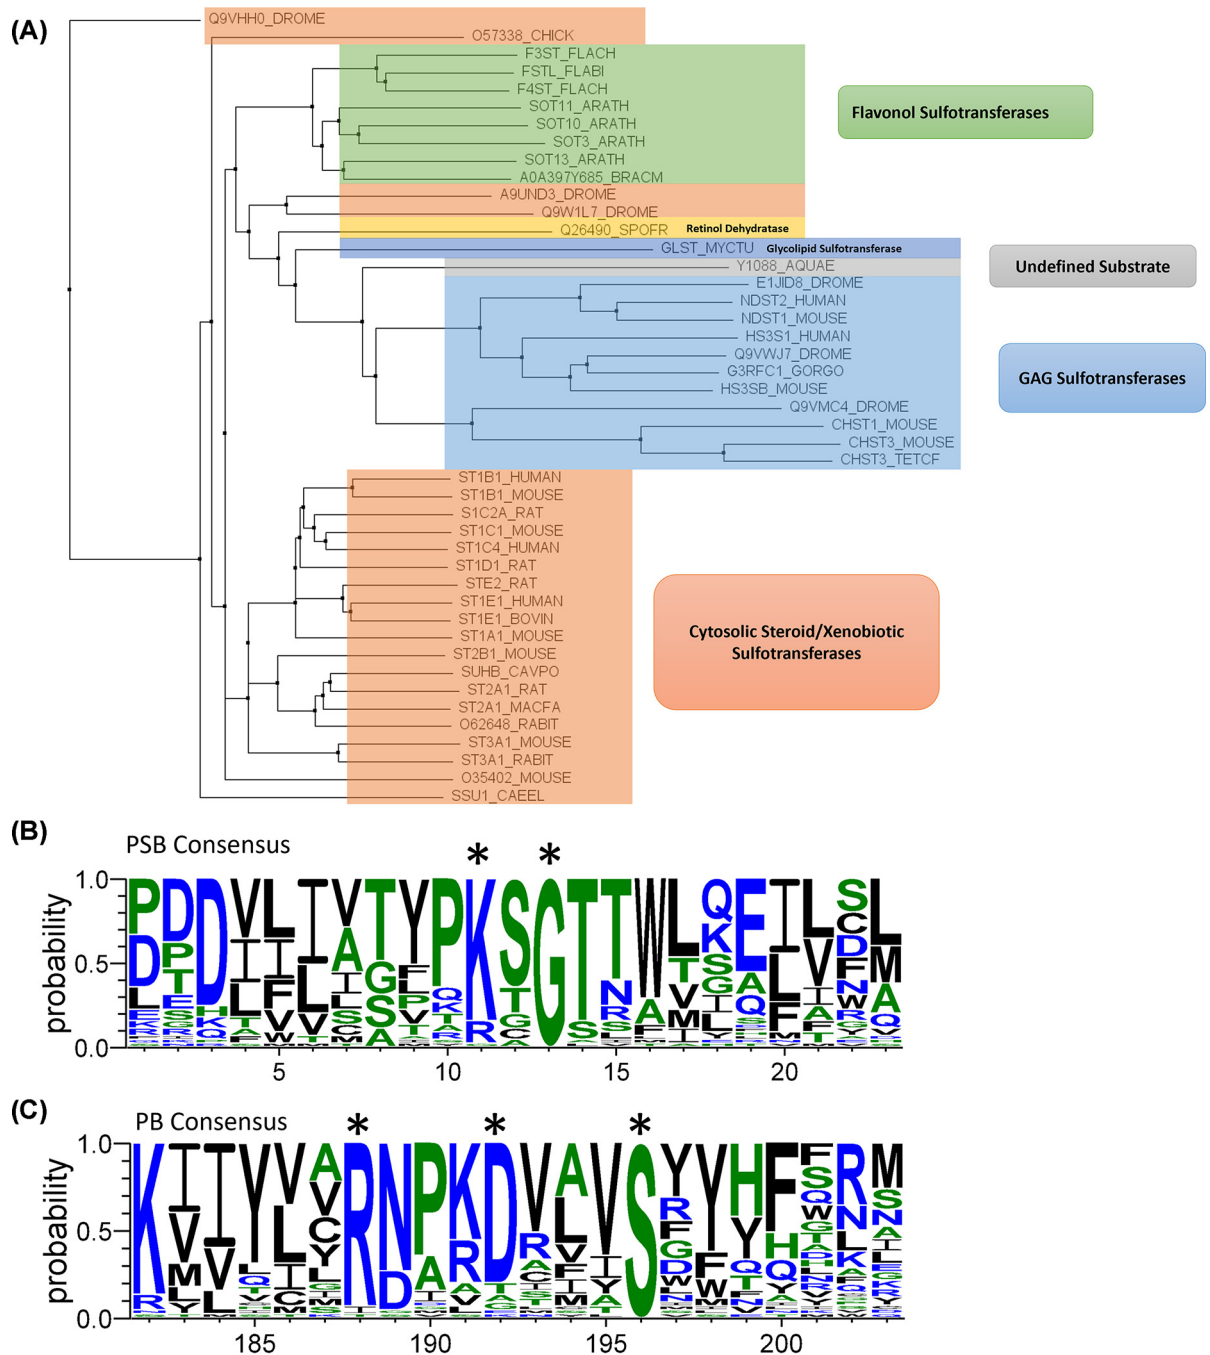 (A)
Q9VHH0_DROME
O57338_CHICK
F3ST_FLACH
FSTL_FLABI
F4ST_FLACH
SOT11_ARATH
SOT10_ARATH
SOT3_ARATH
SOT13_ARATH
A0A397Y685_BRACM
Flavonol Sulfotransferases
A9UND3_DROME
Q9W1L7_DROME
Q26490_SPOFR Retinol Dehydratase
GLST_MYCTU Glycolipid Sulfotransferase
Y1088_AQUAE
Undefined Substrate
E1JID8_DROME
NDST2_HUMAN
NDST1_MOUSE
HS3S1_HUMAN
Q9VWJ7_DROME
G3RFC1_GORGO
HS3SB_MOUSE
GAG Sulfotransferases
Q9VMC4_DROME
CHST1_MOUSE
CHST3_MOUSE
CHST3_TETCF
ST1B1_HUMAN
ST1B1_MOUSE
S1C2A_RAT
ST1C1_MOUSE
ST1C4_HUMAN
ST1D1_RAT
STE2_RAT
ST1E1_HUMAN
ST1E1_BOVIN
ST1A1_MOUSE
ST2B1_MOUSE
SUHB_CAVPO
ST2A1_RAT
ST2A1_MACFA
O62648_RABIT
ST3A1_MOUSE
ST3A1_RABIT
O35402_MOUSE
SSU1_CAEEL
Cytosolic Steroid/Xenobiotic
Sulfotransferases
(B)
PSB Consensus
* *
probability
1.0
0.5
0.0
PDDVLIVTYPKSGTTWLQEILSL
5 10 15 20
(C)
PB Consensus
* * *
probability
1.0
0.5
0.0
KIIYVARNPKDVAVSYYHFFRM
185 190 195 200